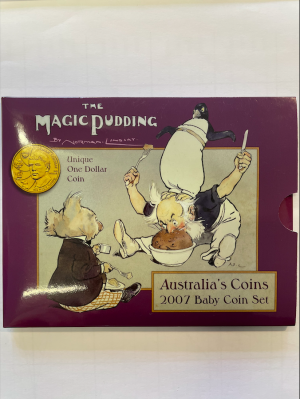 THE
MAGIC PUDDING
BY NORMAN LINDSAY
Unique
One Dollar
Coin
Australia's Coins
2007 Baby Coin Set